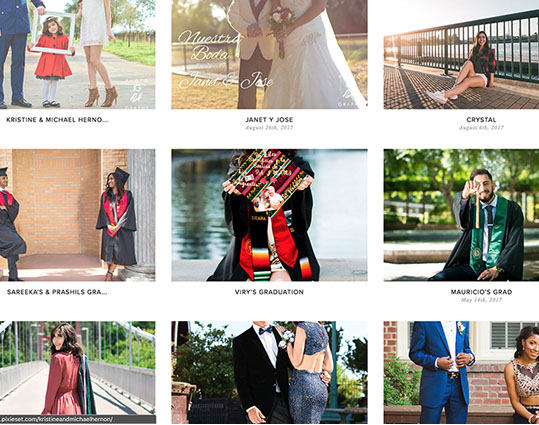 Nuestra
Boda
Janet & Jose
KRISTINE & MICHAEL HERNO...
JANET Y JOSE
August 26th, 2017
CRYSTAL
August 6th, 2017
SAREEKA'S & PRASHILS GRA...
VIRY'S GRADUATION
MAURICIO'S GRAD
May 14th, 2017
.pixieset.com/kristineandmichaelhernon/